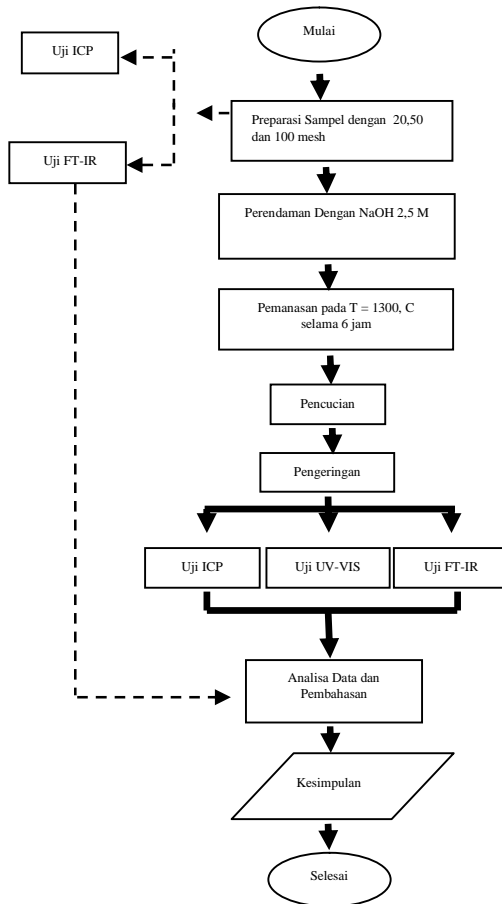 Mulai
Uji ICP
Preparasi Sampel dengan 20,50
dan 100 mesh
Uji FT-IR
Perendaman Dengan NaOH 2,5 M
Pemanasan pada T = 1300, C
selama 6 jam
Pencucian
Pengeringan
Uji ICP
Uji UV-VIS
Uji FT-IR
Analisa Data dan
Pembahasan
Kesimpulan
Selesai